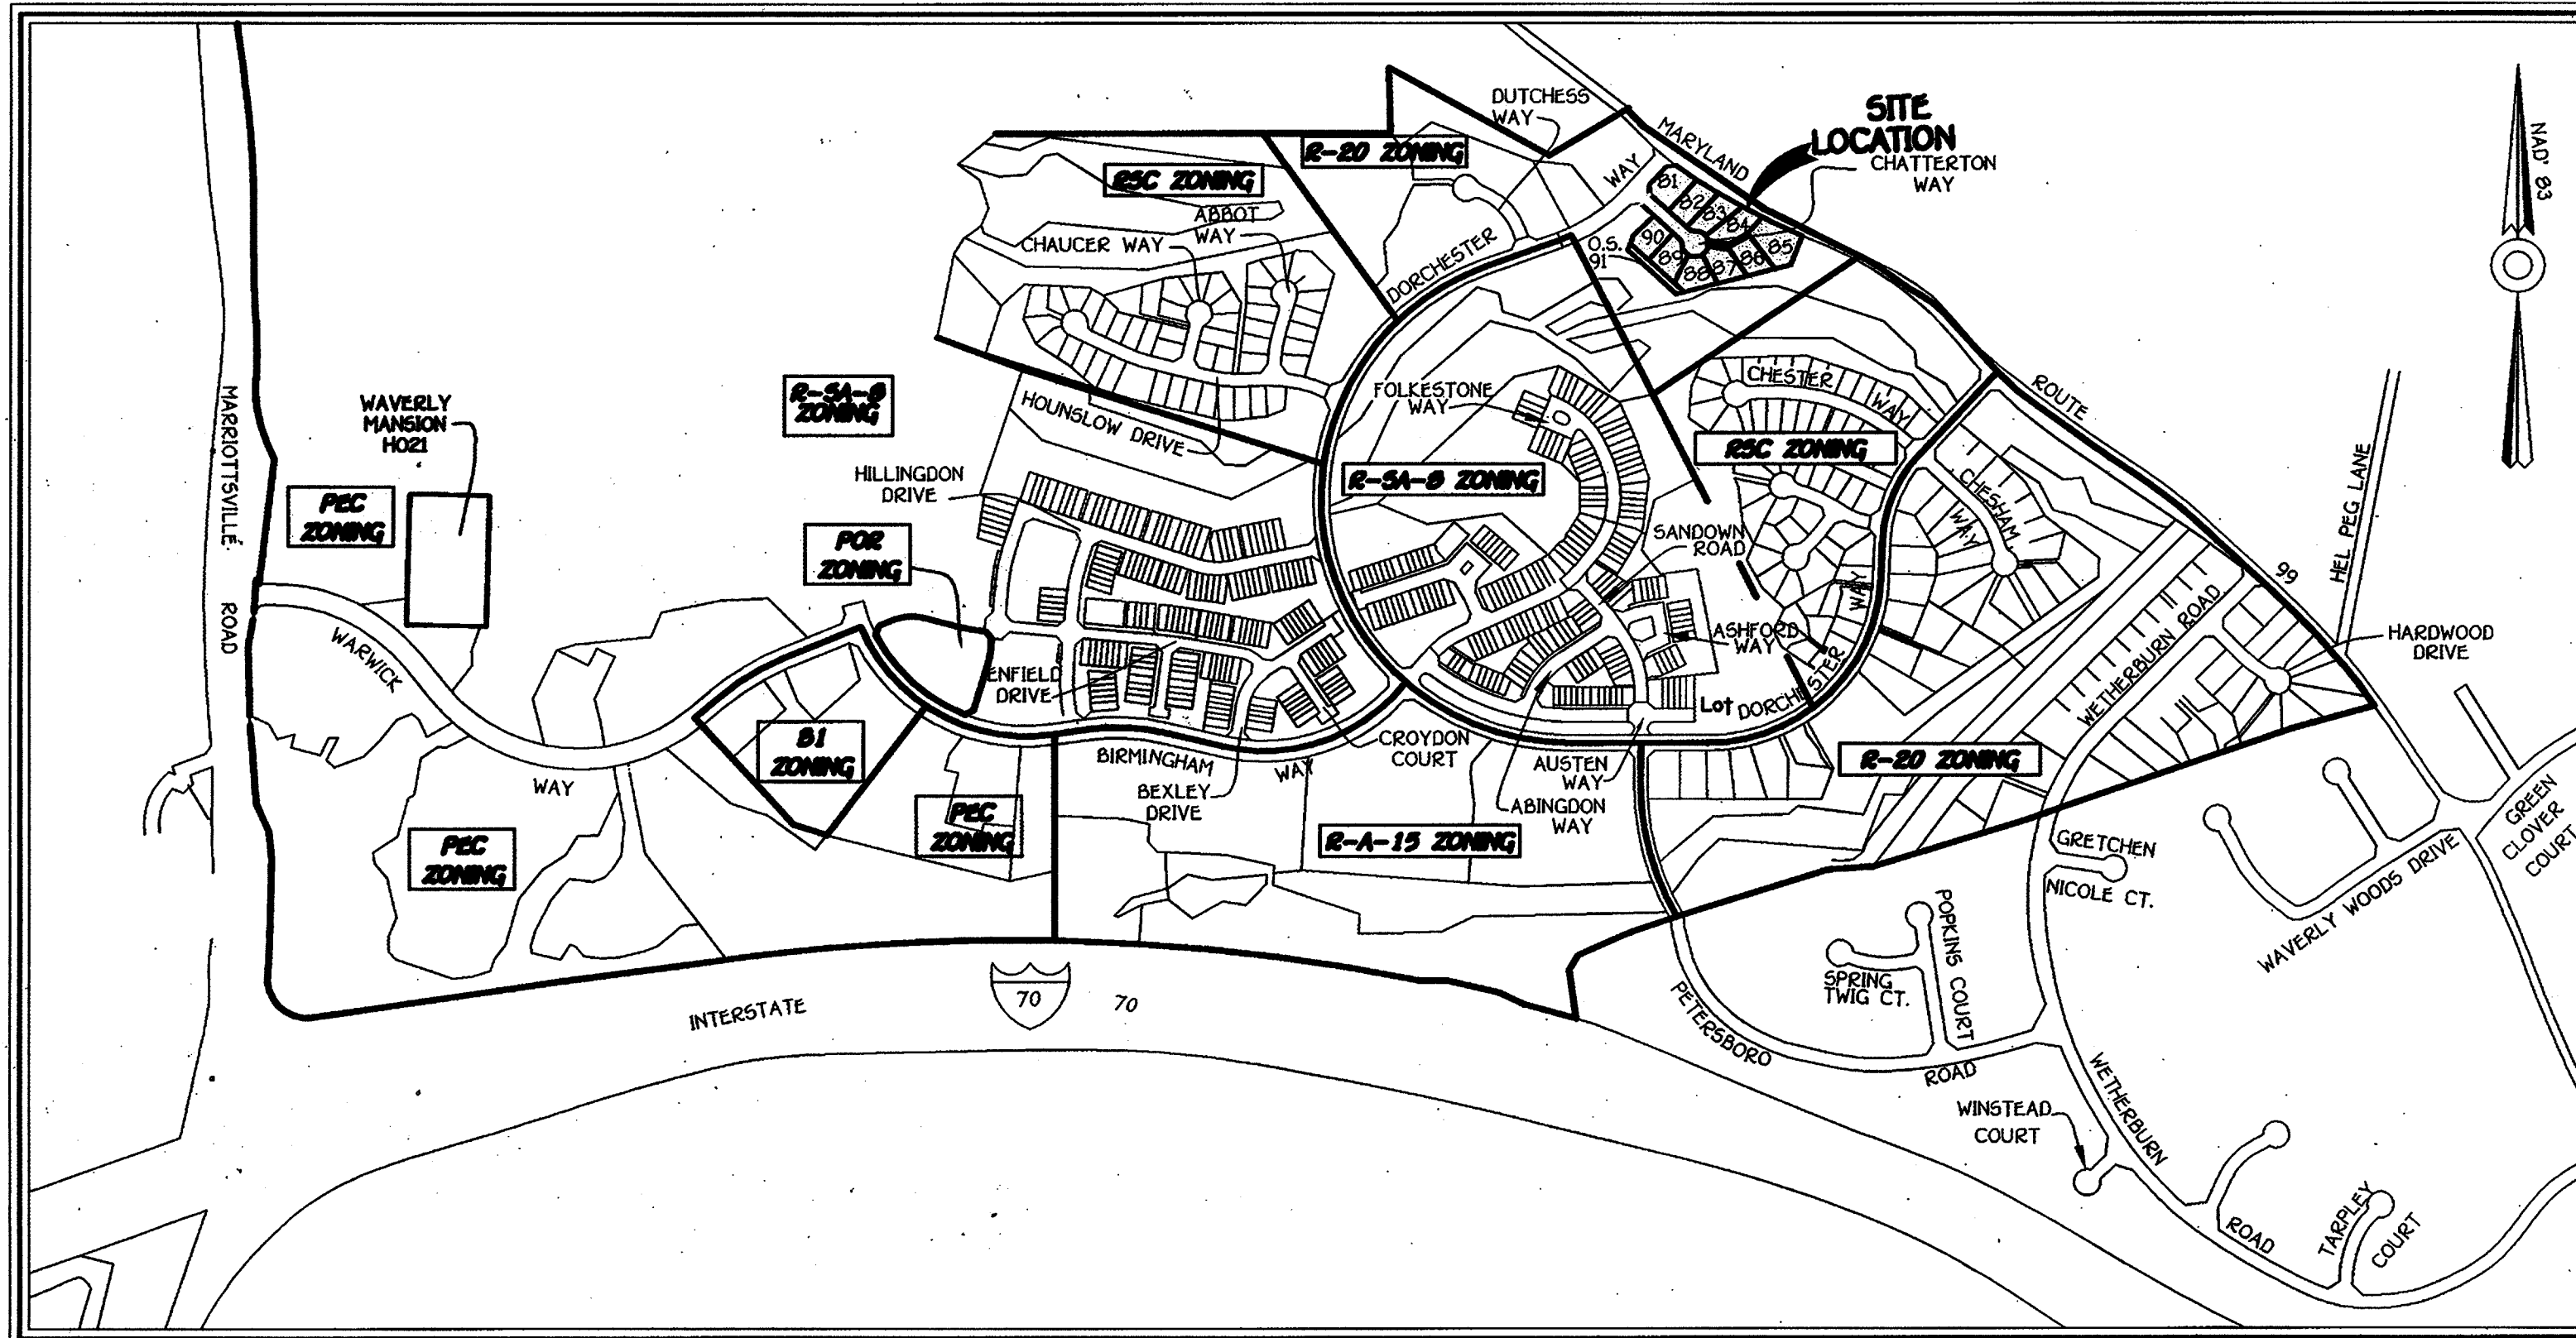 SITE
LOCATION
DUTCHESS
WAY
MARYLAND
CHATTERTON
WAY
WAY
NAD' 83
R-20 ZONING
RSC ZONING
ABBOT
WAY
CHAUCER WAY
DORCHESTER
81
82
83
84
85
86
87
88
89
90
O.S.
91
MARRIOTTSVILLE
ROAD
WAVERLY
MANSION
HO21
R-SA-8
ZONING
HOUNSLOW DRIVE
FOLKESTONE
WAY
CHESTER
WAY
ROUTE
99
HEL PEG LANE
HILLINGDON
DRIVE
R-SA-8 ZONING
RSC ZONING
CHESHAM
WAY
PEC
ZONING
POR
ZONING
SANDOWN
ROAD
WARWICK
WAY
ENFIELD
DRIVE
ASHFORD
WAY
WAY
DORCHESTER
Lot
WETHERBURN ROAD
HARDWOOD
DRIVE
B1
ZONING
BIRMINGHAM
WAY
CROYDON
COURT
BEXLEY
DRIVE
AUSTEN
WAY
ABINGDON
WAY
R-20 ZONING
PEC
ZONING
PEC
ZONING
R-A-15 ZONING
GREEN
CLOVER
COURT
GRETCHEN
NICOLE CT.
WAVERLY WOODS DRIVE
POPKINS COURT
SPRING
TWIG CT.
INTERSTATE
70
70
PETERSBORO
ROAD
WETHERBURN
ROAD
WINSTEAD
COURT
TARPLEY
COURT